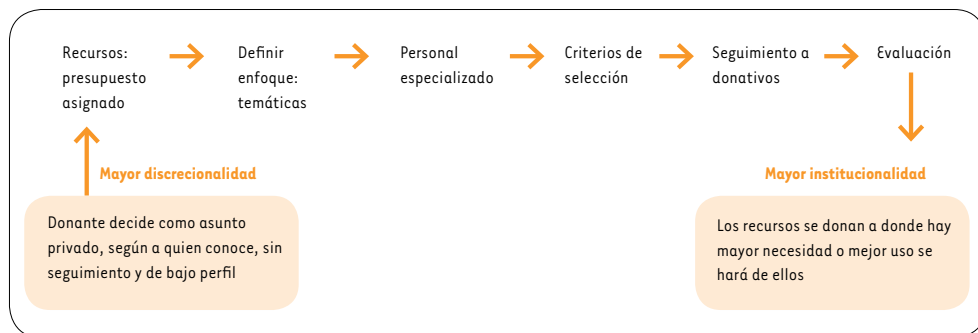 Recursos:
presupuesto
asignado
Definir
enfoque:
temáticas
Personal
especializado
Criterios de
selección
Seguimiento a
donativos
Evaluación
Mayor discrecionalidad
Donante decide como asunto
privado, según a quien conoce, sin
seguimiento y de bajo perfil
Mayor institucionalidad
Los recursos se donan a donde hay
mayor necesidad o mejor uso se
hará de ellos